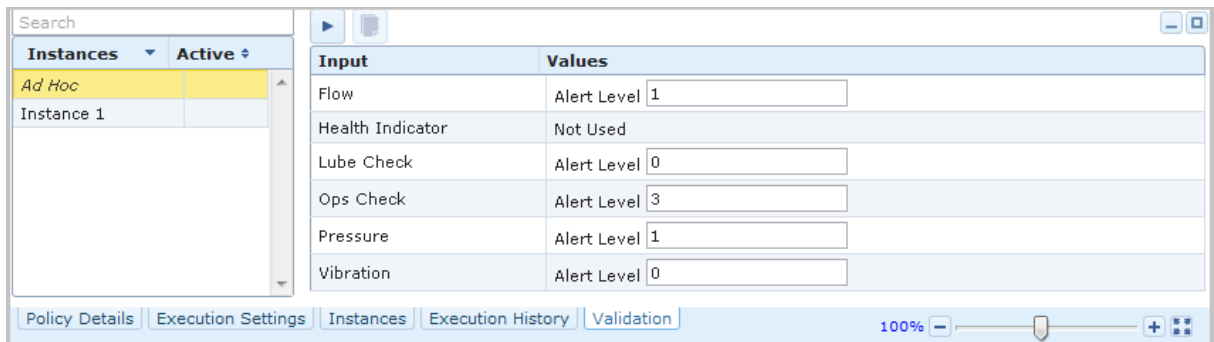 Search
Instances Active
Ad Hoc
Instance 1
Input Values
Flow Alert Level 1
Health Indicator Not Used
Lube Check Alert Level 0
Ops Check Alert Level 3
Pressure Alert Level 1
Vibration Alert Level 0
Policy Details Execution Settings Instances Execution History Validation 100%